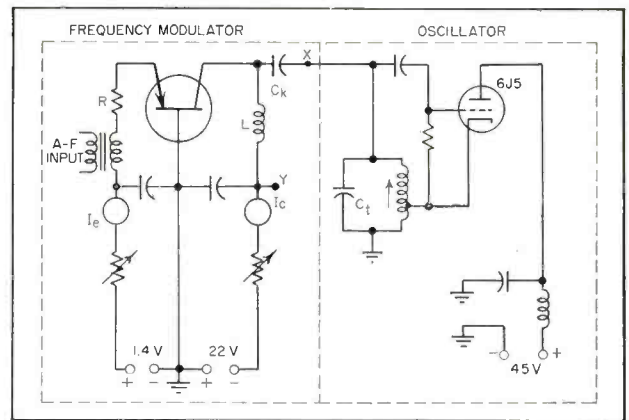 FREQUENCY MODULATOR
OSCILLATOR
X
Ck
6J5
R
L
A-F
INPUT
Y
Ie
Ic
Ct
1.4 V
22 V
+ - + -
- +
45V